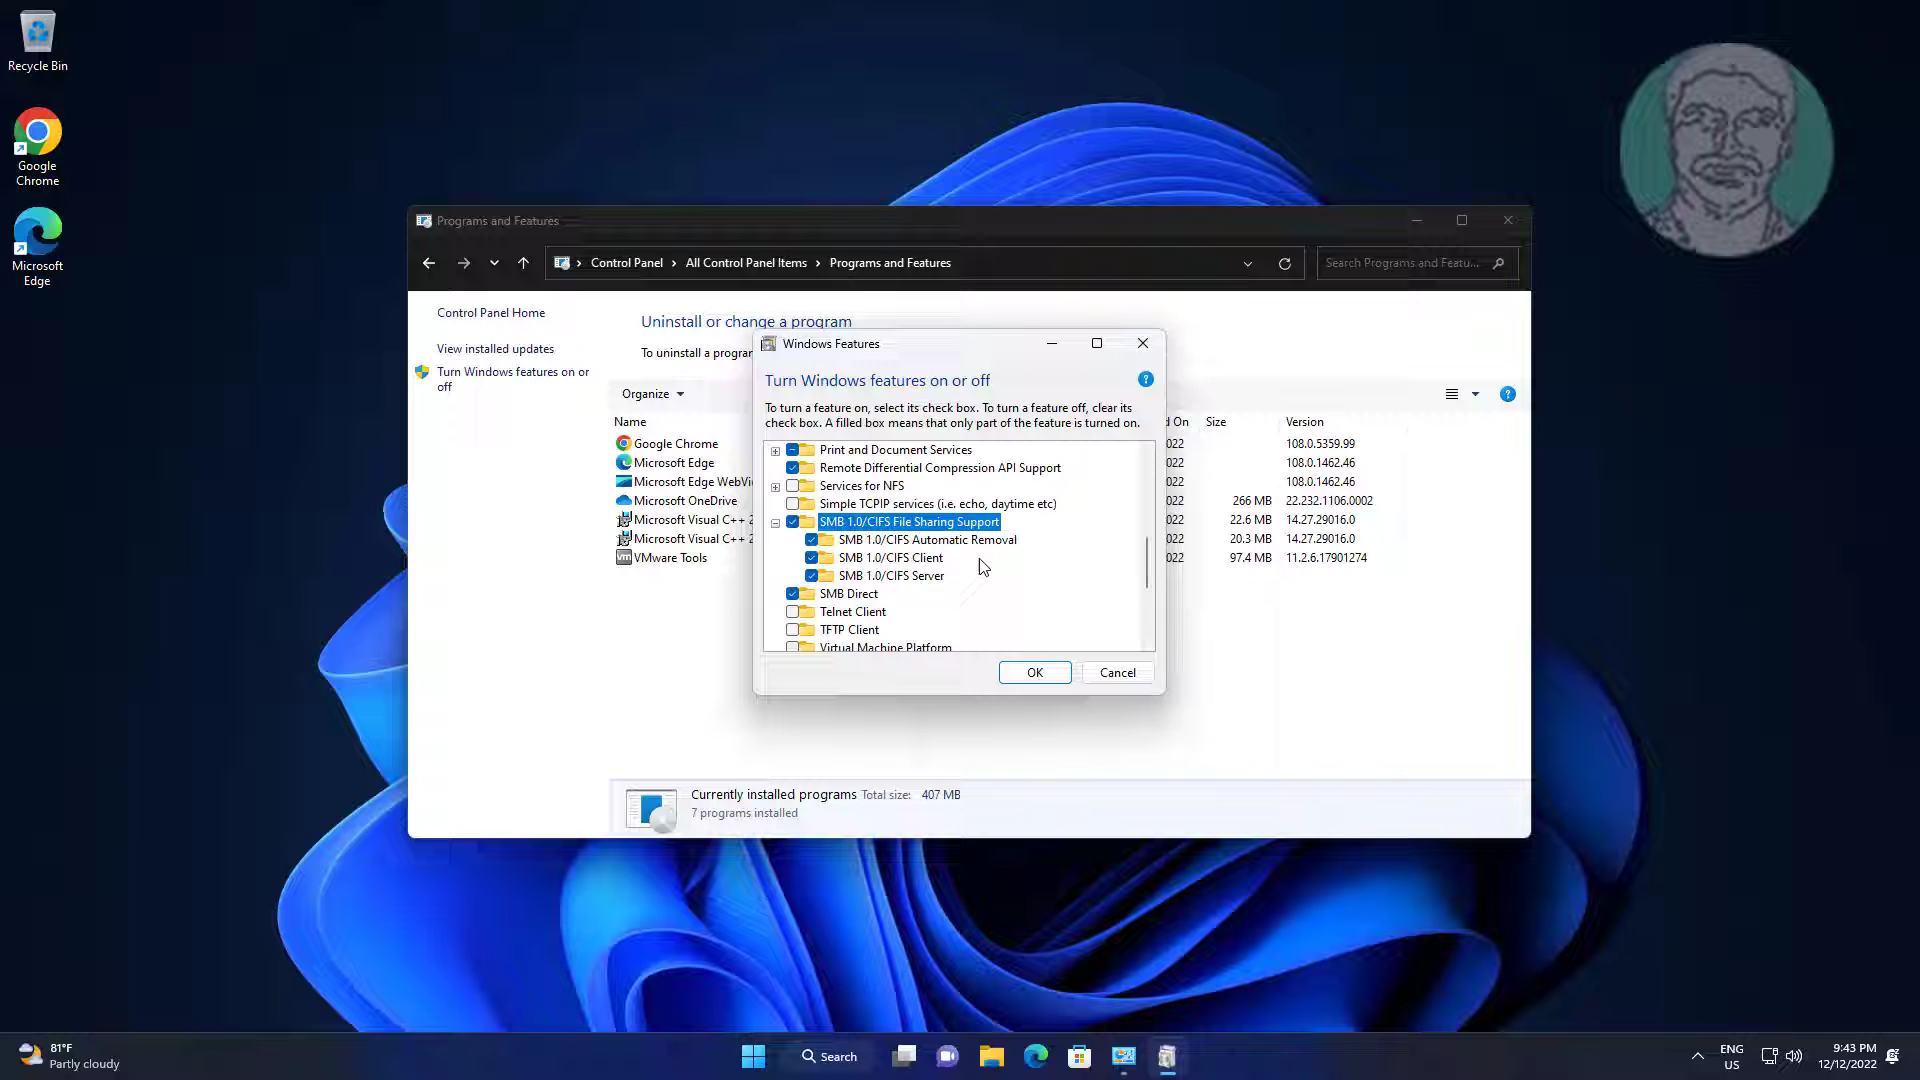 Recycle Bin
Google
Chrome
Microsoft
Edge
Programs and Features
Control Panel > All Control Panel Items > Programs and Features
Search Programs and Featu...
Control Panel Home
View installed updates
Turn Windows features on or
off
Uninstall or change a program
To uninstall a program
Organize
Name
d On
Size
Version
Google Chrome
022
108.0.5359.99
Microsoft Edge
022
108.0.1462.46
Microsoft Edge WebVi
022
108.0.1462.46
Microsoft OneDrive
022
266 MB
22.232.1106.0002
Microsoft Visual C++ 2
022
22.6 MB
14.27.29016.0
Microsoft Visual C++ 2
022
20.3 MB
14.27.29016.0
vm
VMware Tools
022
97.4 MB
11.2.6.17901274
Windows Features
Turn Windows features on or off
To turn a feature on, select its check box. To turn a feature off, clear its
check box. A filled box means that only part of the feature is turned on.
Print and Document Services
Remote Differential Compression API Support
Services for NFS
Simple TCPIP services (i.e. echo, daytime etc)
SMB 1.0/CIFS File Sharing Support
SMB 1.0/CIFS Automatic Removal
SMB 1.0/CIFS Client
SMB 1.0/CIFS Server
SMB Direct
Telnet Client
TFTP Client
Virtual Machine Platform
OK
Cancel
Currently installed programs Total size: 407 MB
7 programs installed
81°F
Partly cloudy
Search
ENG
US
9:43 PM
12/12/2022